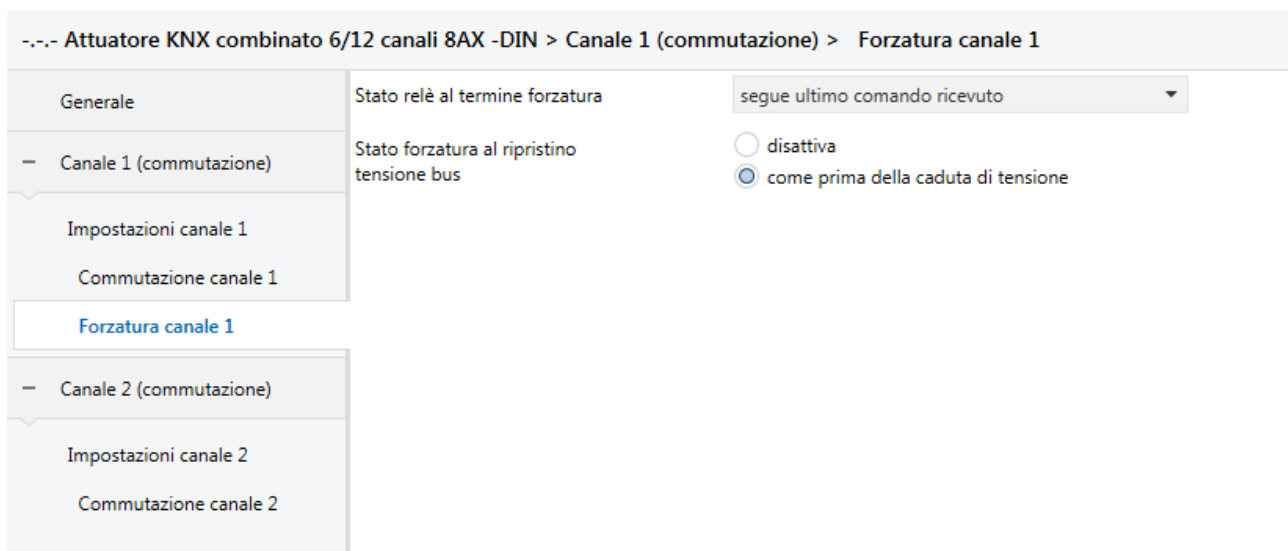 -.-.- Attuatore KNX combinato 6/12 canali 8AX -DIN > Canale 1 (commutazione) > Forzatura canale 1
Generale
– Canale 1 (commutazione)
Impostazioni canale 1
Commutazione canale 1
Forzatura canale 1
– Canale 2 (commutazione)
Impostazioni canale 2
Commutazione canale 2
Stato relè al termine forzatura
segue ultimo comando ricevuto
Stato forzatura al ripristino
tensione bus
disattiva
come prima della caduta di tensione